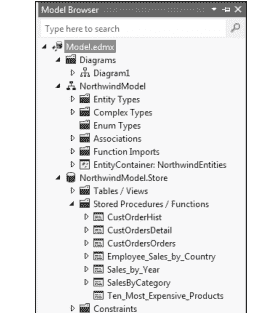 Model Browser
Type here to search
Model.edmx
Diagrams
Diagram1
NorthwindModel
Entity Types
Complex Types
Enum Types
Associations
Function Imports
EntityContainer: NorthwindEntities
NorthwindModel.Store
Tables / Views
Stored Procedures / Functions
CustOrderHist
CustOrdersDetail
CustOrdersOrders
Employee_Sales_by_Country
Sales_by_Year
SalesByCategory
Ten_Most_Expensive_Products
Constraints